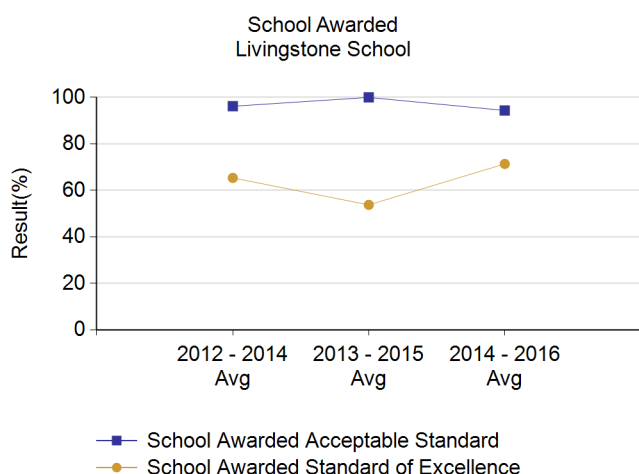 School Awarded
Livingstone School
Result(%)
100
80
60
40
20
0
2012 - 2014 2013 - 2015 2014 - 2016
Avg Avg Avg
School Awarded Acceptable Standard
School Awarded Standard of Excellence